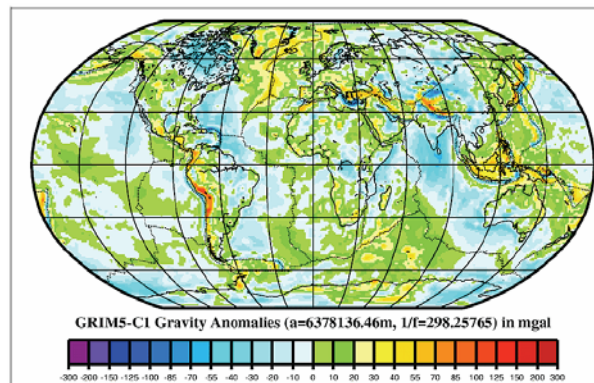 GRIM5-C1 Gravity Anomalies (a=6378136.46m, 1/f=298.25765) in mgal
-300 -200 -150 -125 -100 -85 -70 -55 -40 -30 -20 -10 0 10 20 30 40 55 70 85 100 125 150 200 300